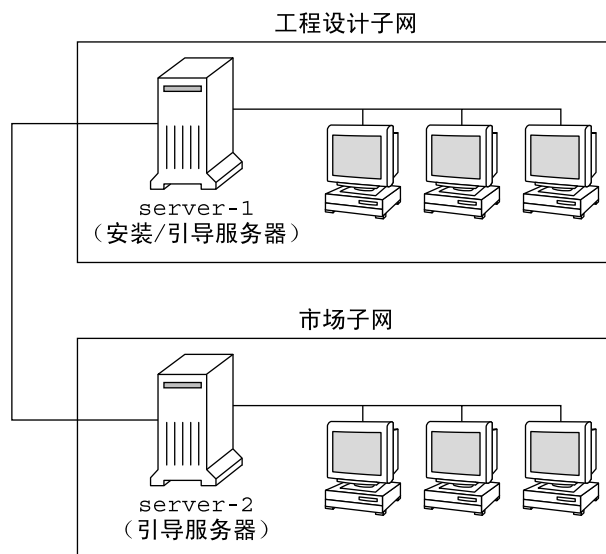 工程设计子网
server-1
（安装/引导服务器）
市场子网
server-2
（引导服务器）